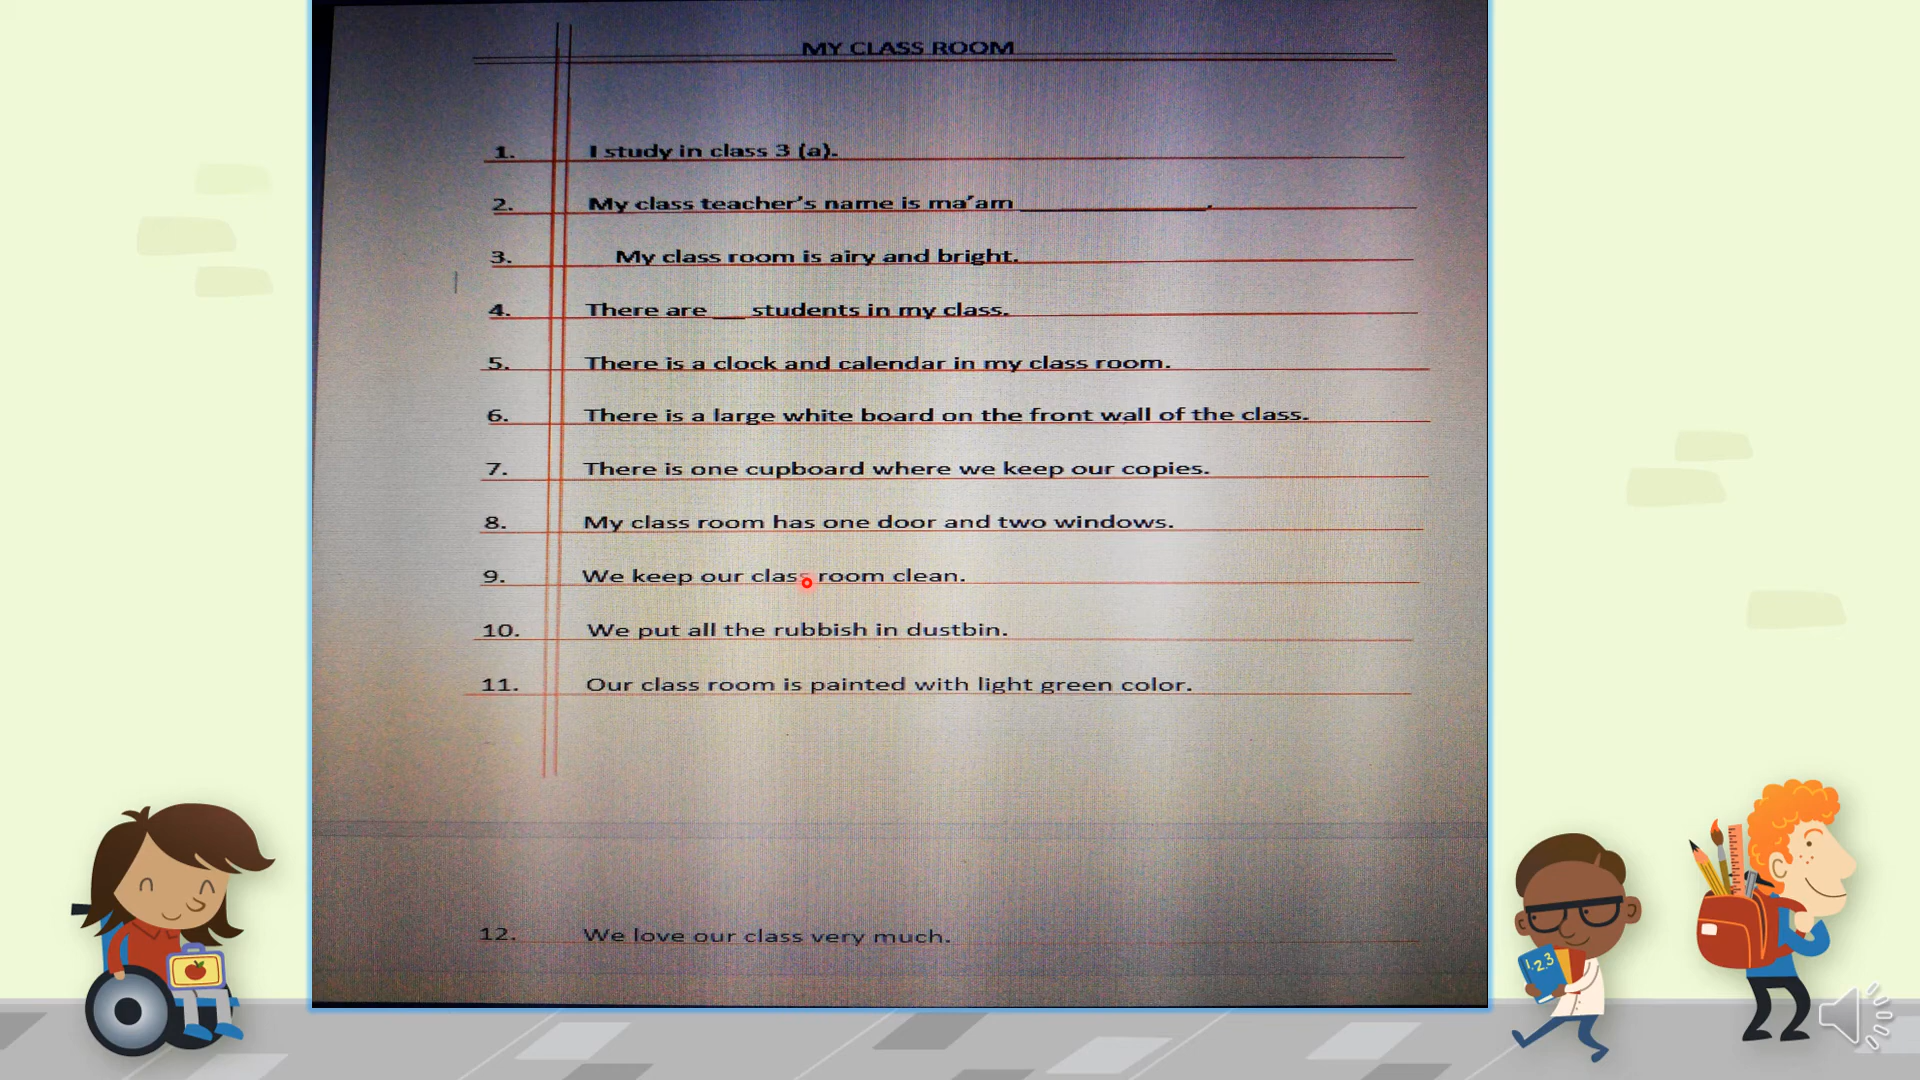 MY CLASS ROOM
1. I study in class 3 (a).
2. My class teacher's name is ma'am _______________.
3. My class room is airy and bright.
4. There are ___ students in my class.
5. There is a clock and calendar in my class room.
6. There is a large white board on the front wall of the class.
7. There is one cupboard where we keep our copies.
8. My class room has one door and two windows.
9. We keep our class room clean.
10. We put all the rubbish in dustbin.
11. Our class room is painted with light green color.
12. We love our class very much.
1.2.3